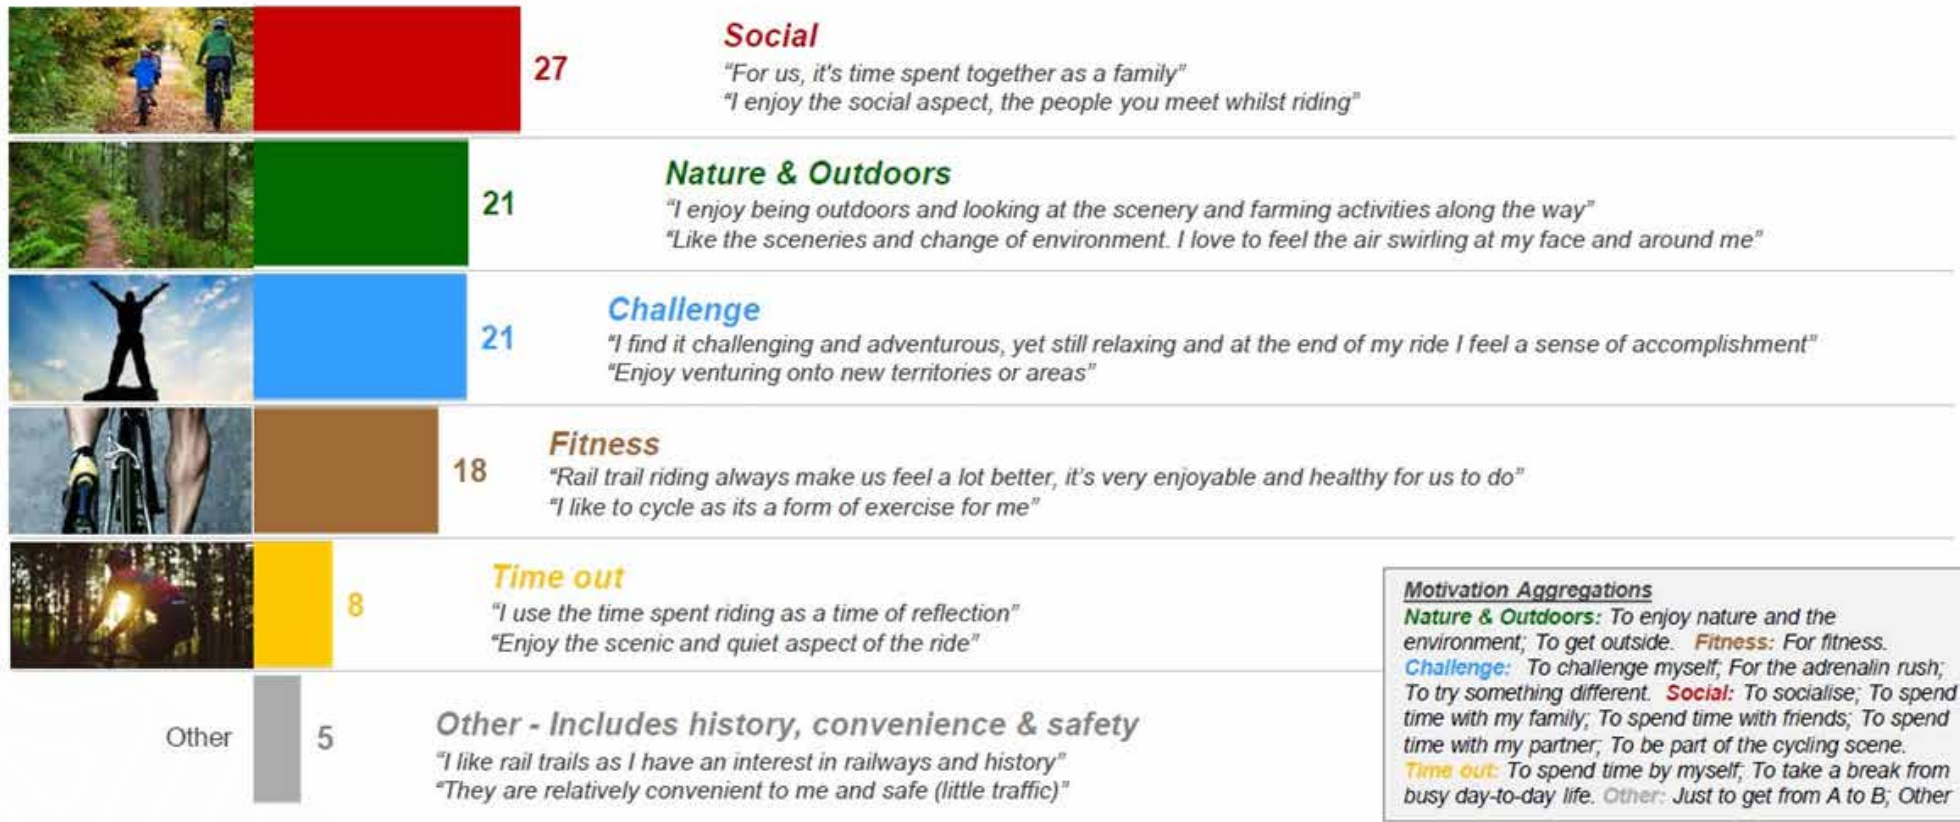 27
Social
"For us, it's time spent together as a family"
"I enjoy the social aspect, the people you meet whilst riding"
21
Nature & Outdoors
"I enjoy being outdoors and looking at the scenery and farming activities along the way"
"Like the sceneries and change of environment. I love to feel the air swirling at my face and around me"
21
Challenge
"I find it challenging and adventurous, yet still relaxing and at the end of my ride I feel a sense of accomplishment"
"Enjoy venturing onto new territories or areas"
18
Fitness
"Rail trail riding always make us feel a lot better, it's very enjoyable and healthy for us to do"
"I like to cycle as its a form of exercise for me"
8
Time out
"I use the time spent riding as a time of reflection"
"Enjoy the scenic and quiet aspect of the ride"
Other
5
Other - Includes history, convenience & safety
"I like rail trails as I have an interest in railways and history"
"They are relatively convenient to me and safe (little traffic)"
Motivation Aggregations
Nature & Outdoors: To enjoy nature and the
environment; To get outside. Fitness: For fitness.
Challenge: To challenge myself; For the adrenalin rush;
To try something different. Social: To socialise; To spend
time with my family; To spend time with friends; To spend
time with my partner; To be part of the cycling scene.
Time out: To spend time by myself; To take a break from
busy day-to-day life. Other: Just to get from A to B; Other